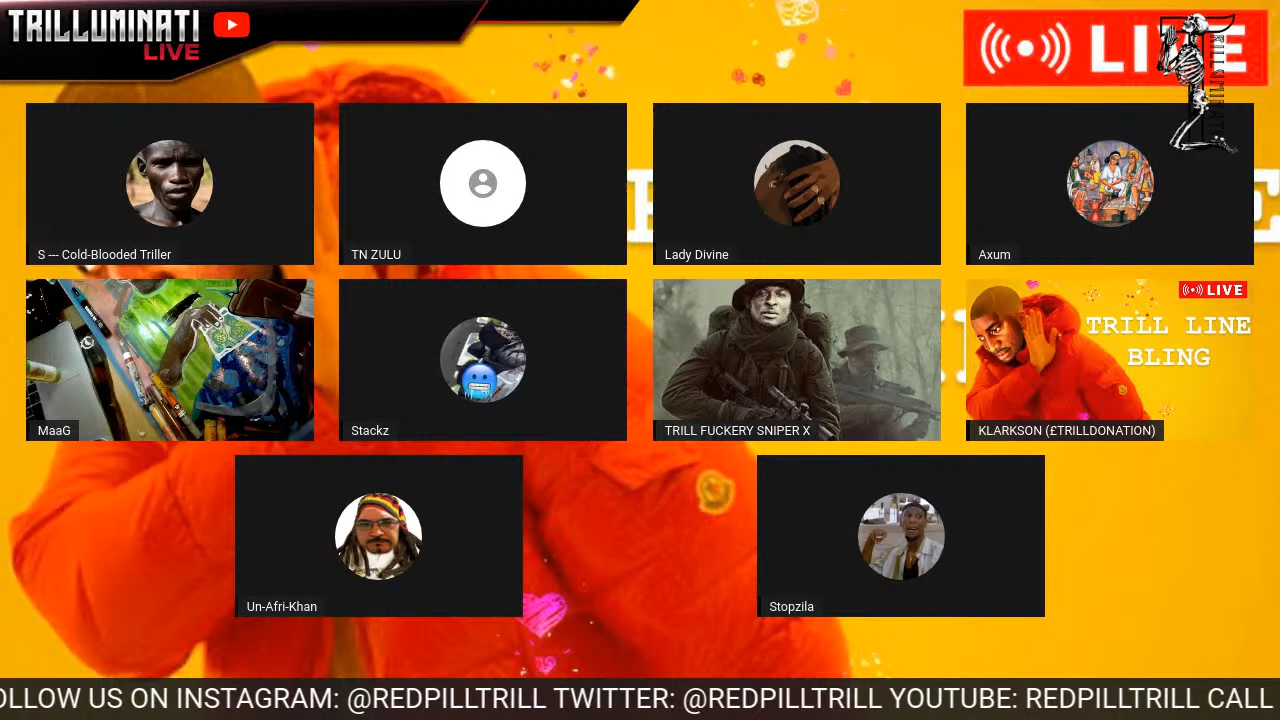 TRILLUMINATI
LIVE
LIVE
TRILLUMINATI
S --- Cold-Blooded Triller
TN ZULU
Lady Divine
Axum
MaaG
Stackz
TRILL FUCKERY SNIPER X
LIVE
TRILL LINE
BLING
KLARKSON (£TRILLDONATION)
Un-Afri-Khan
Stopzila
OLLOW US ON INSTAGRAM: @REDPILLTRILL TWITTER: @REDPILLTRILL YOUTUBE: REDPILLTRILL CALL